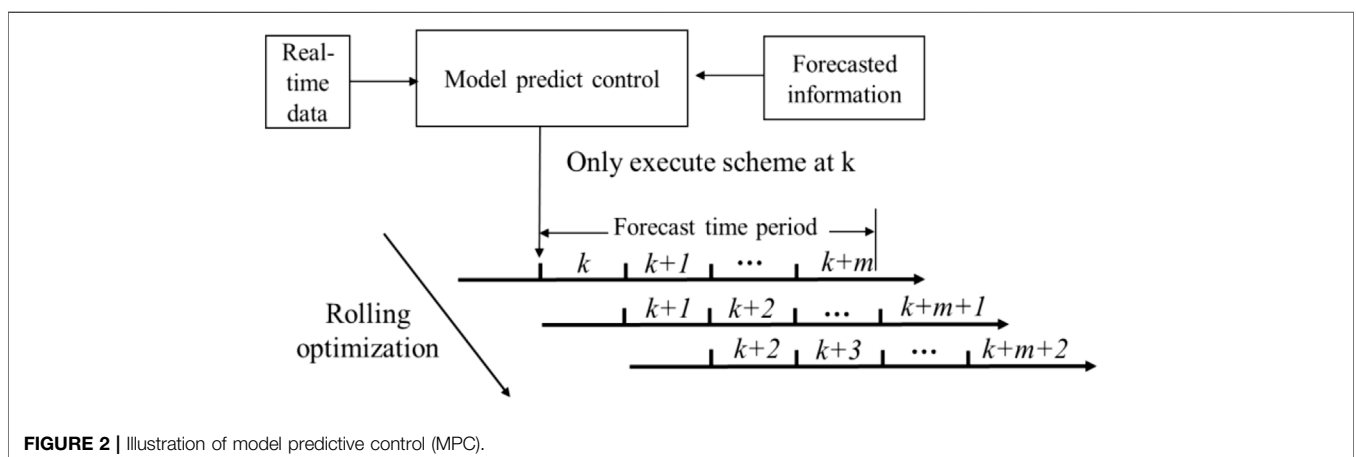 Real-
time
data
Model predict control
Forecasted
information
Only execute scheme at k
Forecast time period
k k+1 ... k+m
Rolling
optimization
k+1 k+2 ... k+m+1
k+2 k+3 ... k+m+2
FIGURE 2 | Illustration of model predictive control (MPC).